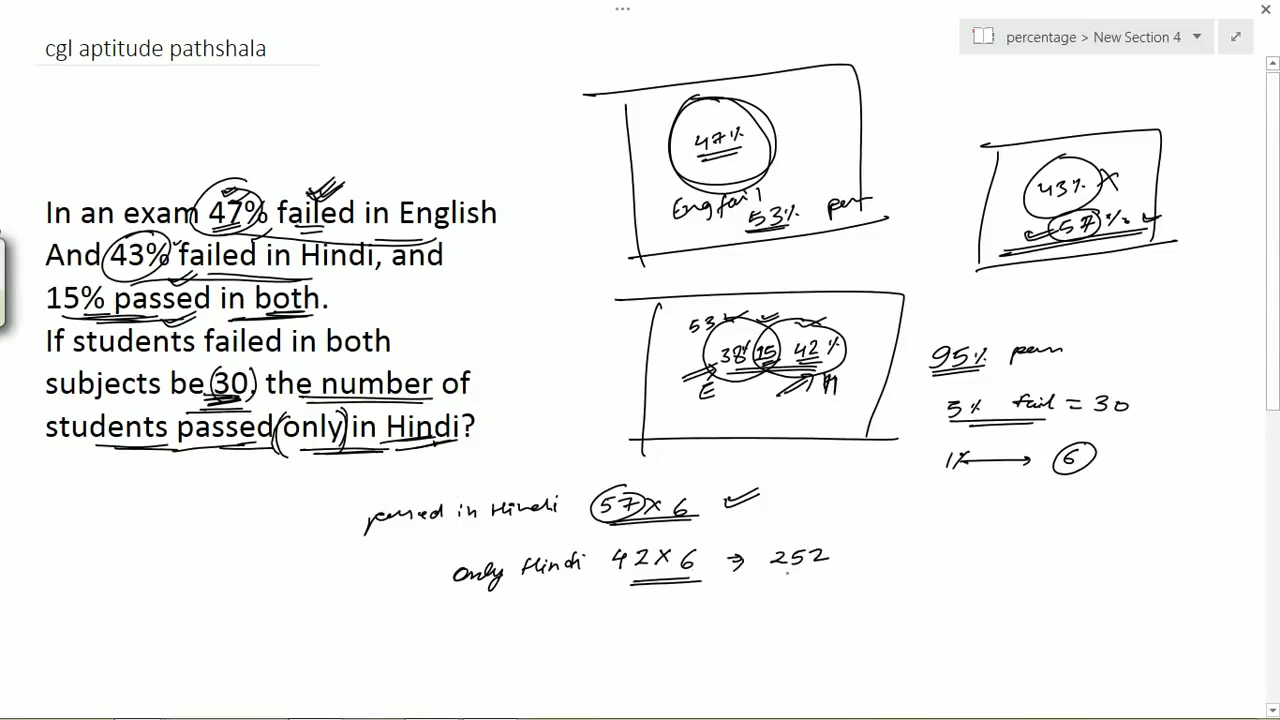 cgl aptitude pathshala
percentage > New Section 4
In an exam 47% failed in English
And 43% failed in Hindi, and
15% passed in both.
If students failed in both
subjects be 30, the number of
students passed (only) in Hindi?
47%
Eng fail
53%
43% X
57%
53
38% 15 42%
E H
95%
5% fail = 30
1% → 6
passed in Hindi 57 x 6
only Hindi 42 x 6 → 252